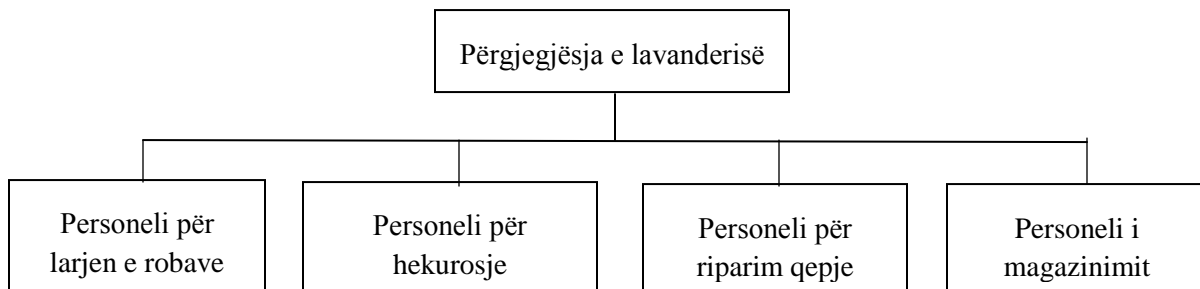 Përgjegjësja e lavanderisë
Personeli për
larjen e robave
Personeli për
hekurosje
Personeli për
riparim qepje
Personeli i
magazinimit